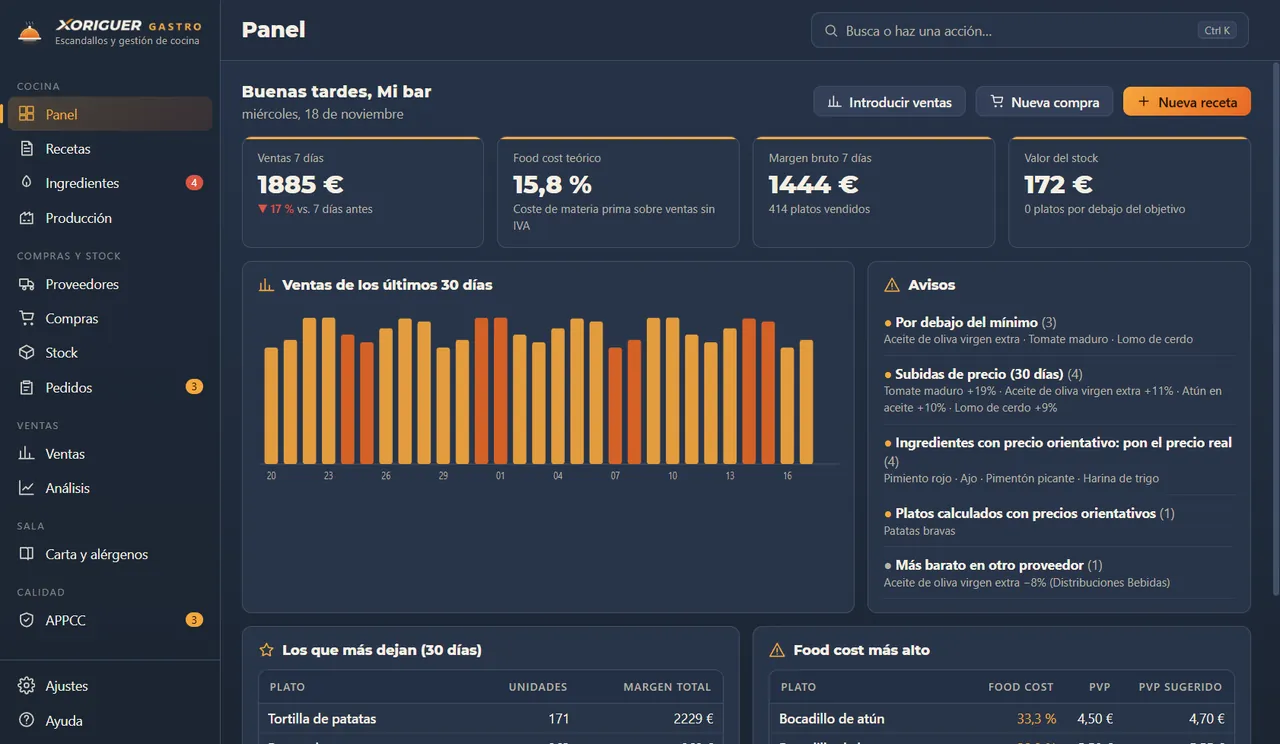 XORIGUER GASTRO
Escandallos y gestión de cocina
COCINA
Panel
Recetas
Ingredientes 4
Producción
COMPRAS Y STOCK
Proveedores
Compras
Stock
Pedidos 3
VENTAS
Ventas
Análisis
SALA
Carta y alérgenos
CALIDAD
APPCC 3
Ajustes
Ayuda
Panel
Busca o haz una acción... Ctrl K
Buenas tardes, Mi bar
miércoles, 18 de noviembre
Introducir ventas
Nueva compra
+ Nueva receta
Ventas 7 días
1885 €
▼ 17 % vs. 7 días antes
Food cost teórico
15,8 %
Coste de materia prima sobre ventas sin
IVA
Margen bruto 7 días
1444 €
414 platos vendidos
Valor del stock
172 €
0 platos por debajo del objetivo
Ventas de los últimos 30 días
20 23 26 29 01 04 07 10 13 16
Avisos
Por debajo del mínimo (3)
Aceite de oliva virgen extra · Tomate maduro · Lomo de cerdo
Subidas de precio (30 días) (4)
Tomate maduro +19% · Aceite de oliva virgen extra +11% · Atún en
aceite +10% · Lomo de cerdo +9%
Ingredientes con precio orientativo: pon el precio real
(4)
Pimiento rojo · Ajo · Pimentón picante · Harina de trigo
Platos calculados con precios orientativos (1)
Patatas bravas
Más barato en otro proveedor (1)
Aceite de oliva virgen extra −8% (Distribuciones Bebidas)
Los que más dejan (30 días)
PLATO UNIDADES MARGEN TOTAL
Tortilla de patatas 171 2229 €
Food cost más alto
PLATO FOOD COST PVP PVP SUGERIDO
Bocadillo de atún 33,3 % 4,50 € 4,70 €